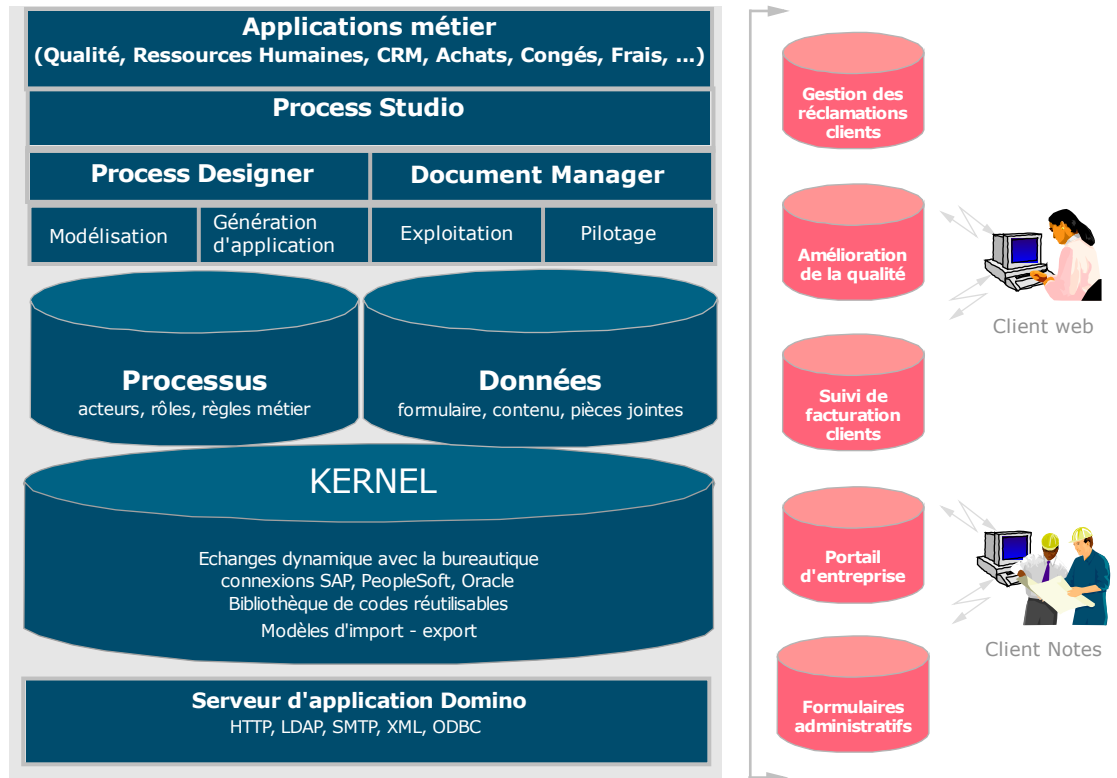 Applications métier
(Qualité, Ressources Humaines, CRM, Achats, Congés, Frais, ...)
Process Studio
Process Designer
Document Manager
Modélisation
Génération
d'application
Exploitation
Pilotage
Processus
acteurs, rôles, règles métier
Données
formulaire, contenu, pièces jointes
KERNEL
Echanges dynamique avec la bureautique
connexions SAP, PeopleSoft, Oracle
Bibliothèque de codes réutilisables
Modèles d'import - export
Serveur d'application Domino
HTTP, LDAP, SMTP, XML, ODBC
Gestion des
réclamations
clients
Amélioration
de la qualité
Client web
Suivi de
facturation
clients
Portail
d'entreprise
Client Notes
Formulaires
administratifs